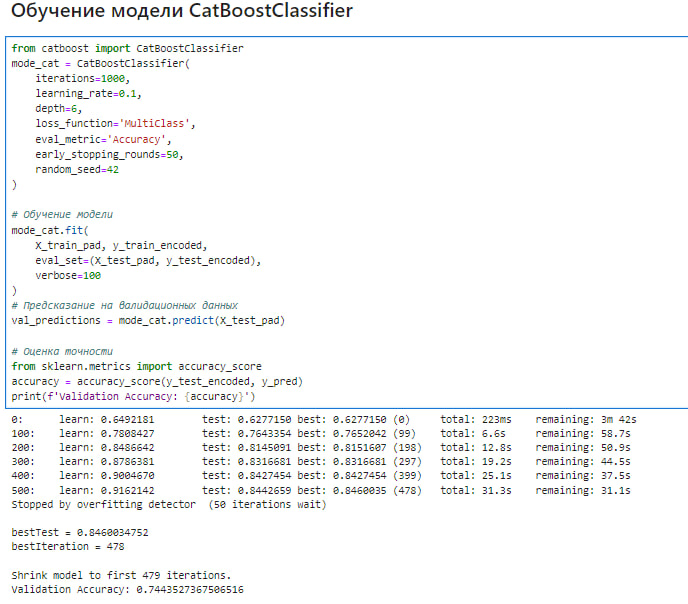 Обучение модели CatBoostClassifier
from catboost import CatBoostClassifier
mode_cat = CatBoostClassifier(
    iterations=1000,
    learning_rate=0.1,
    depth=6,
    loss_function='MultiClass',
    eval_metric='Accuracy',
    early_stopping_rounds=50,
    random_seed=42
)

# Обучение модели
mode_cat.fit(
    X_train_pad, y_train_encoded,
    eval_set=(X_test_pad, y_test_encoded),
    verbose=100
)
# Предсказание на валидационных данных
val_predictions = mode_cat.predict(X_test_pad)

# Оценка точности
from sklearn.metrics import accuracy_score
accuracy = accuracy_score(y_test_encoded, y_pred)
print(f'Validation Accuracy: {accuracy}')
0: learn: 0.6492181 test: 0.6277150 best: 0.6277150 (0) total: 223ms remaining: 3m 42s
100: learn: 0.7808427 test: 0.7643354 best: 0.7652042 (99) total: 6.6s remaining: 58.7s
200: learn: 0.8486642 test: 0.8145091 best: 0.8151607 (198) total: 12.8s remaining: 50.9s
300: learn: 0.8786381 test: 0.8316681 best: 0.8316681 (297) total: 19.2s remaining: 44.5s
400: learn: 0.9004670 test: 0.8427454 best: 0.8427454 (399) total: 25.1s remaining: 37.5s
500: learn: 0.9162142 test: 0.8442659 best: 0.8460035 (478) total: 31.3s remaining: 31.1s
Stopped by overfitting detector (50 iterations wait)

bestTest = 0.8460034752
bestIteration = 478

Shrink model to first 479 iterations.
Validation Accuracy: 0.7443527367506516